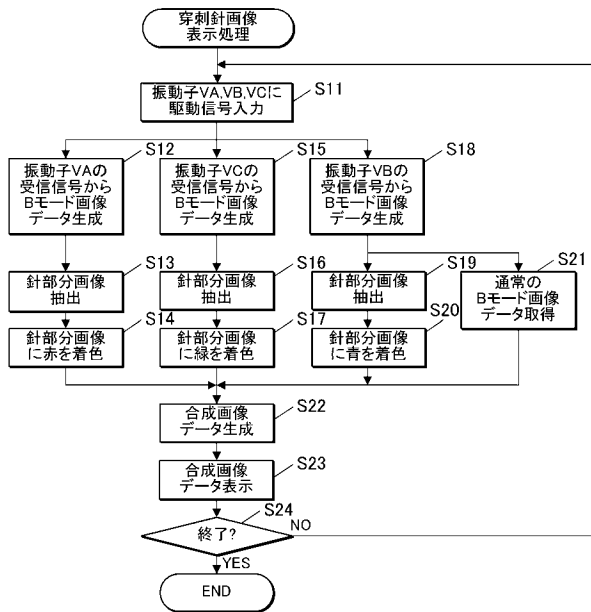 穿刺針画像
表示処理
振動子VA,VB,VCに
駆動信号入力
S11
S12
振動子VAの
受信信号から
Bモード画像
データ生成
S15
振動子VCの
受信信号から
Bモード画像
データ生成
S18
振動子VBの
受信信号から
Bモード画像
データ生成
S13
針部分画像
抽出
S16
針部分画像
抽出
S19
針部分画像
抽出
S21
通常の
Bモード画像
データ取得
S14
針部分画像
に赤を着色
S17
針部分画像
に緑を着色
S20
針部分画像
に青を着色
S22
合成画像
データ生成
S23
合成画像
データ表示
S24
終了?
NO
YES
END